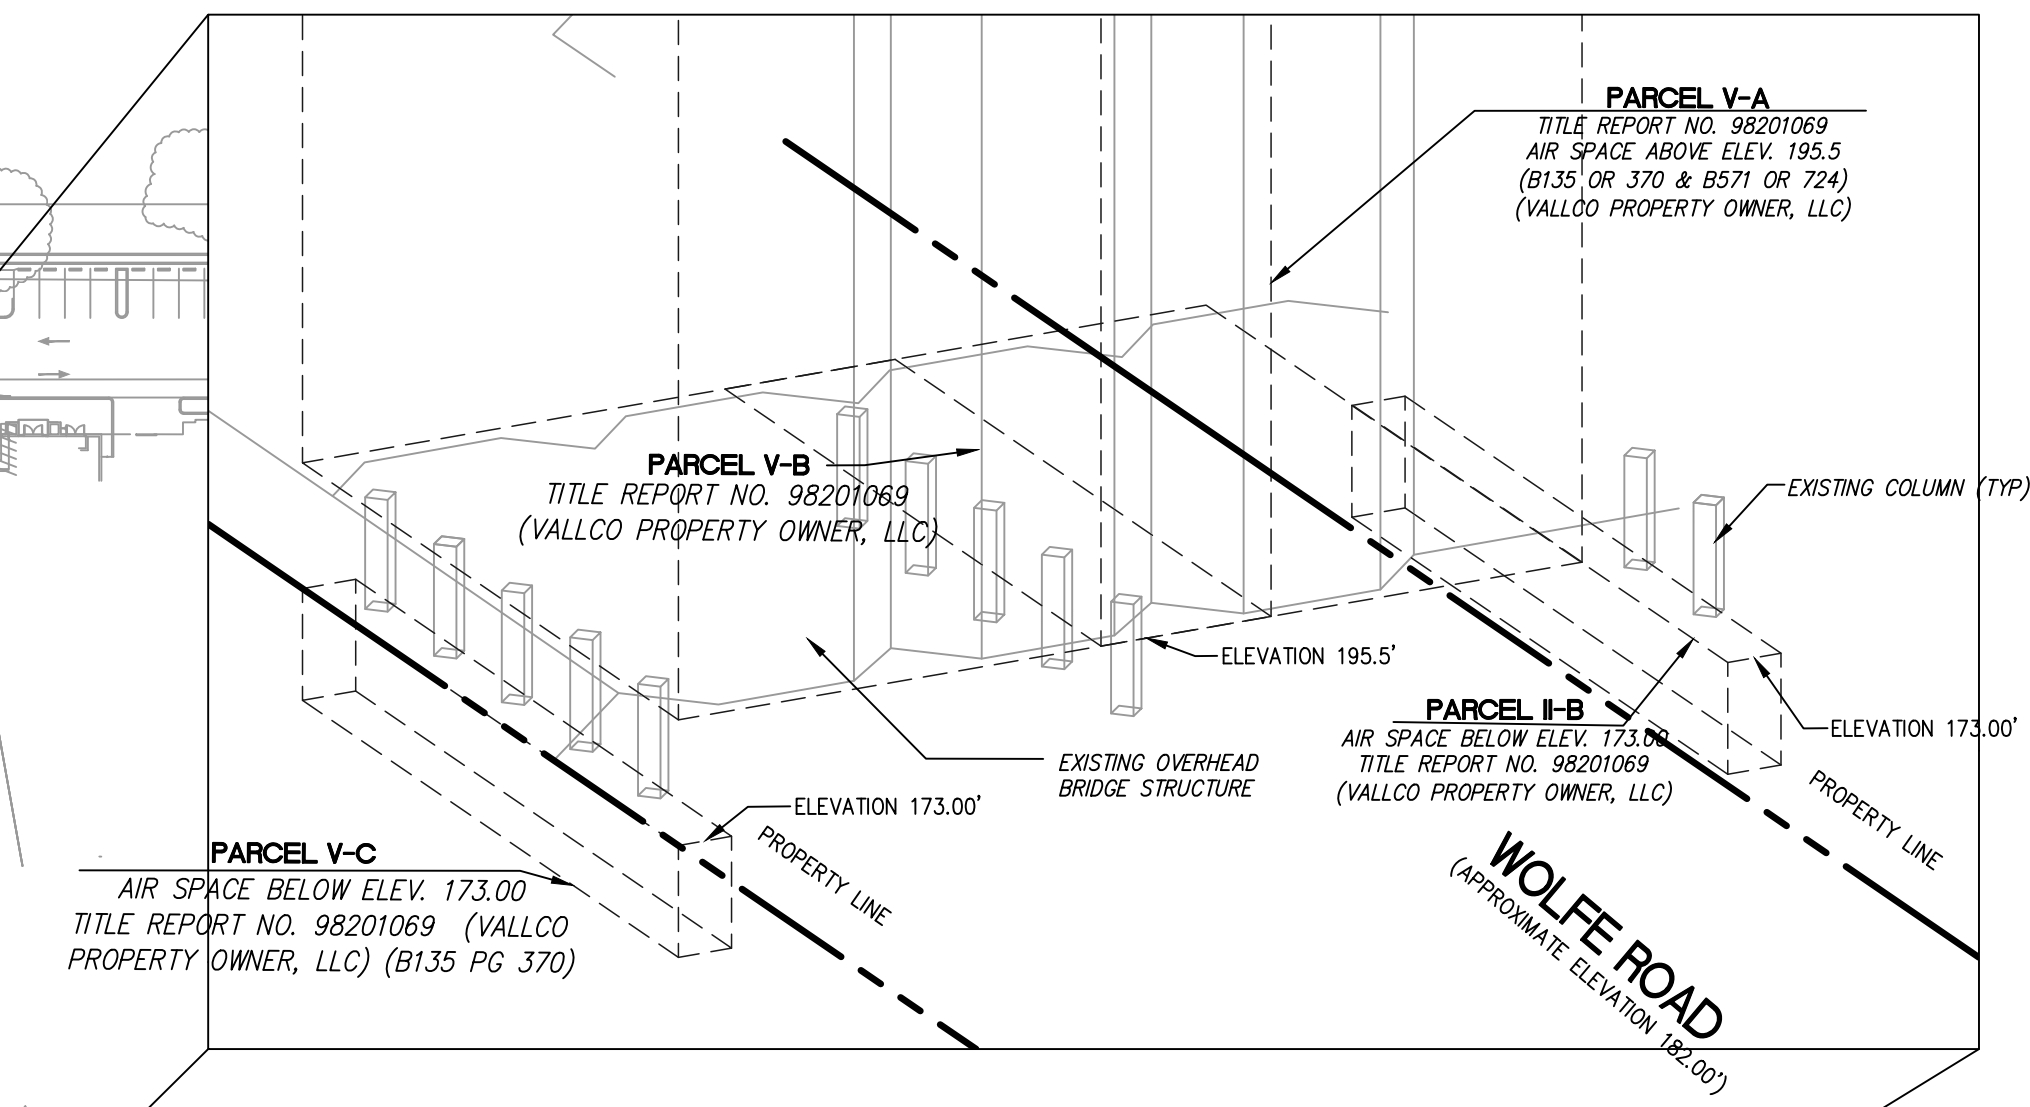 PARCEL V-A
TITLE REPORT NO. 98201069
AIR SPACE ABOVE ELEV. 195.5
(B135 OR 370 & B571 OR 724)
(VALLCO PROPERTY OWNER, LLC)
PARCEL V-B
TITLE REPORT NO. 98201069
(VALLCO PROPERTY OWNER, LLC)
EXISTING COLUMN (TYP)
ELEVATION 195.5'
PARCEL II-B
AIR SPACE BELOW ELEV. 173.00
TITLE REPORT NO. 98201069
(VALLCO PROPERTY OWNER, LLC)
ELEVATION 173.00'
EXISTING OVERHEAD
BRIDGE STRUCTURE
ELEVATION 173.00'
PROPERTY LINE
PROPERTY LINE
PARCEL V-C
AIR SPACE BELOW ELEV. 173.00
TITLE REPORT NO. 98201069 (VALLCO
PROPERTY OWNER, LLC) (B135 PG 370)
WOLFE ROAD
(APPROXIMATE ELEVATION 182.00')